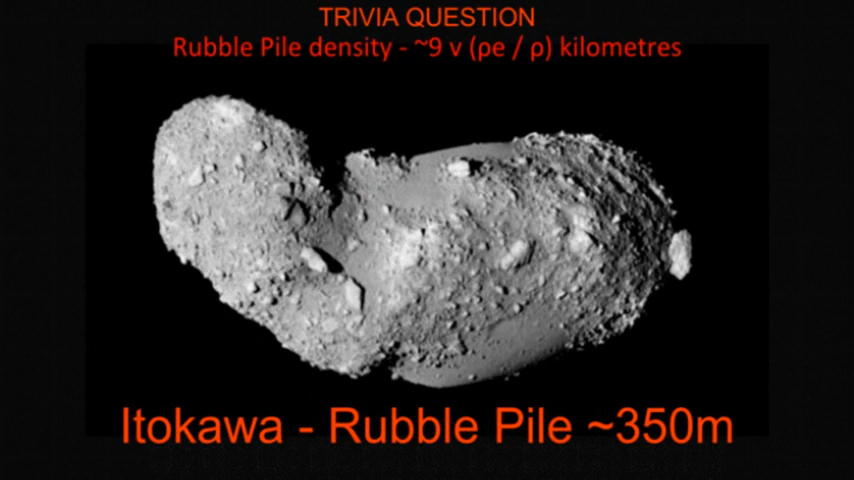 TRIVIA QUESTION
Rubble Pile density - ~9 v (ρe / ρ) kilometres
Itokawa - Rubble Pile ~350m